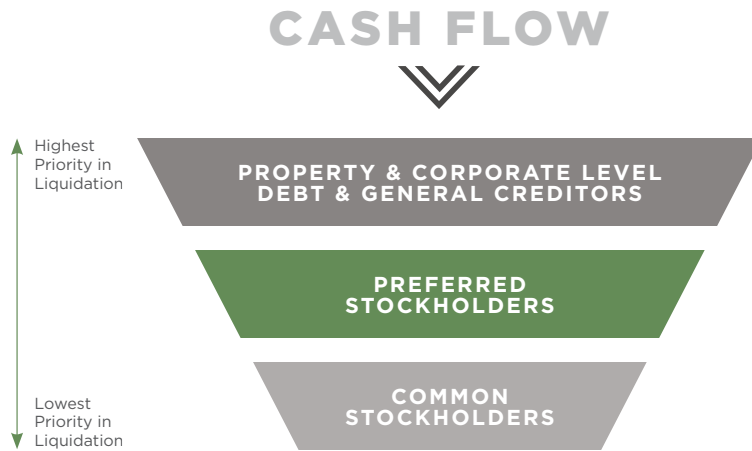 CASH FLOW
Highest
Priority in
Liquidation
PROPERTY & CORPORATE LEVEL
DEBT & GENERAL CREDITORS
PREFERRED
STOCKHOLDERS
COMMON
STOCKHOLDERS
Lowest
Priority in
Liquidation